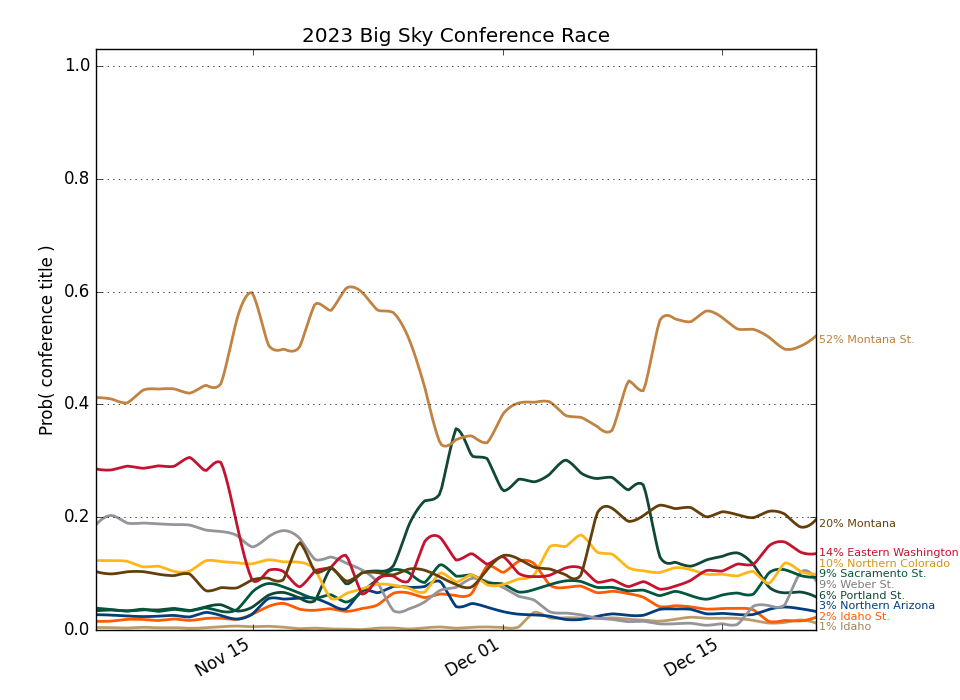 2023 Big Sky Conference Race
Prob( conference title )
1.0
0.8
0.6
0.4
0.2
0.0
Nov 15
Dec 01
Dec 15
52% Montana St.
20% Montana
14% Eastern Washington
10% Northern Colorado
9% Sacramento St.
9% Weber St.
6% Portland St.
3% Northern Arizona
2% Idaho St.
1% Idaho